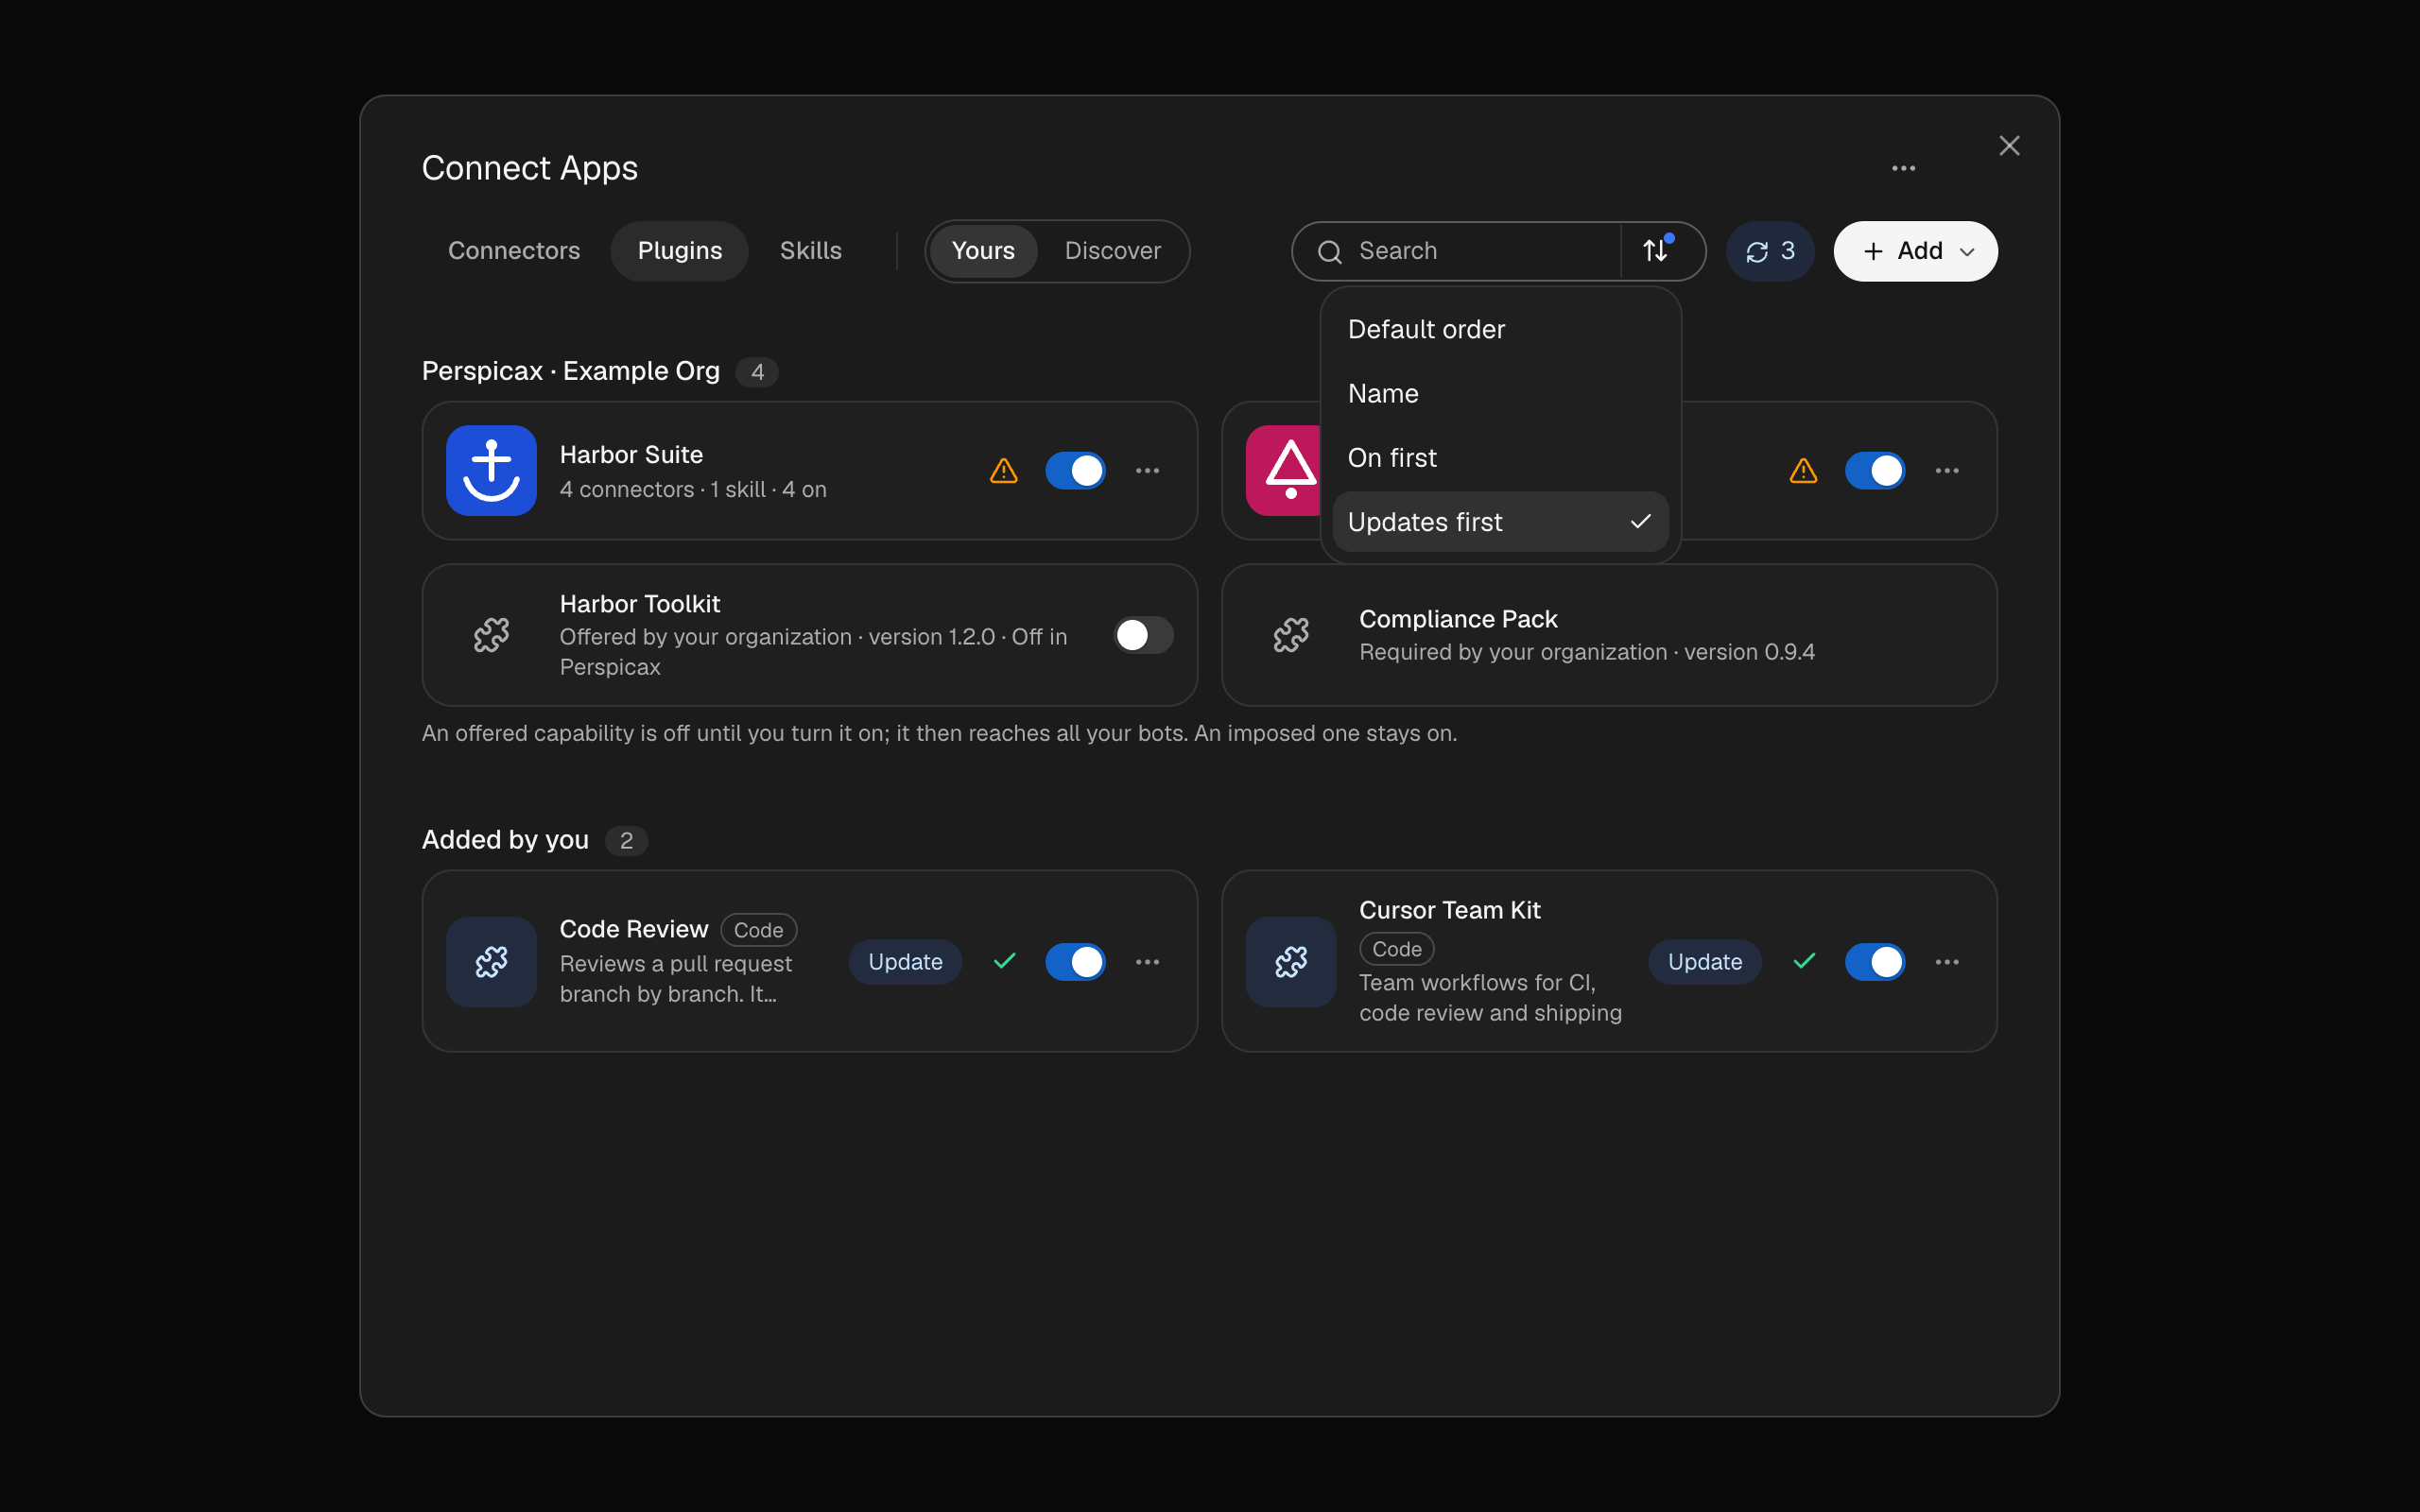 Connect Apps
Connectors
Plugins
Skills
Yours
Discover
Search
3
Add
Default order
Name
On first
Updates first
Perspicax · Example Org 4
Harbor Suite
4 connectors · 1 skill · 4 on
Harbor Toolkit
Offered by your organization · version 1.2.0 · Off in
Perspicax
Compliance Pack
Required by your organization · version 0.9.4
An offered capability is off until you turn it on; it then reaches all your bots. An imposed one stays on.
Added by you 2
Code Review Code
Reviews a pull request
branch by branch. It…
Update
Cursor Team Kit
Code
Team workflows for CI,
code review and shipping
Update